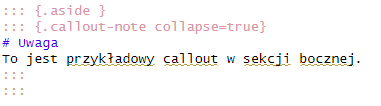 ::: {.aside }
::: {.callout-note collapse=true}
# Uwaga
To jest przykładowy callout w sekcji bocznej.
:::
:::